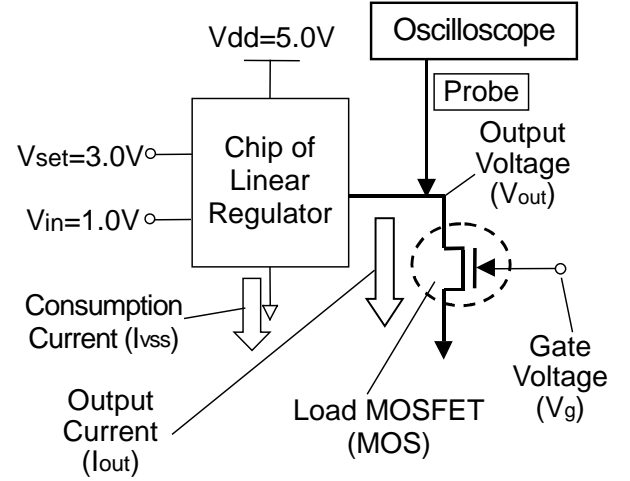 Vdd=5.0V
Oscilloscope
Probe
Chip of
Linear
Regulator
Vset=3.0V
Vin=1.0V
Output
Voltage
(Vout)
Consumption
Current (Ivss)
Output
Current
(Iout)
Load MOSFET
(MOS)
Gate
Voltage
(Vg)